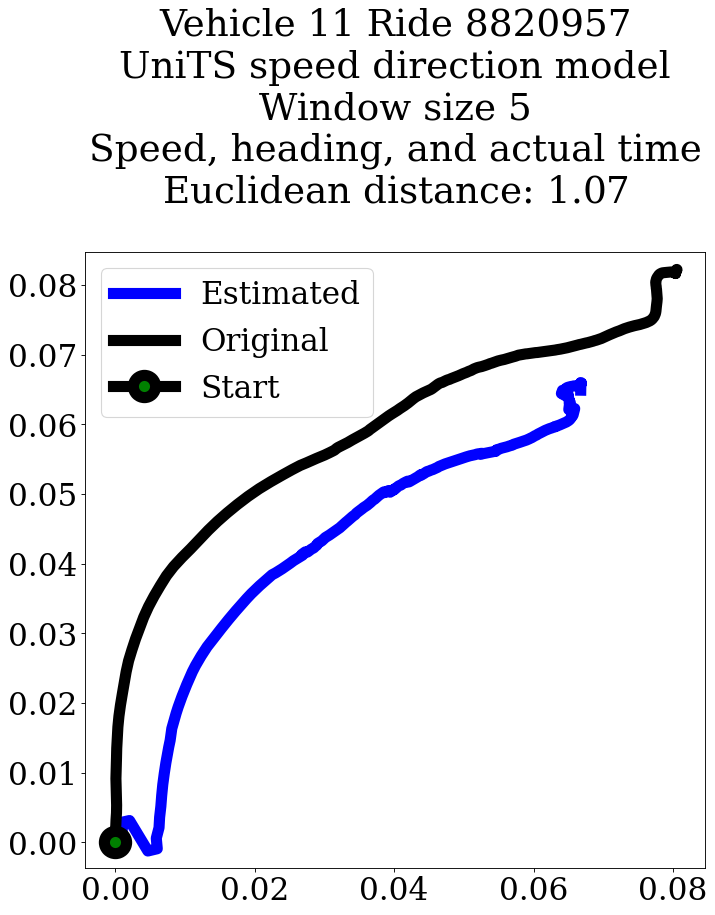 Vehicle 11 Ride 8820957
UniTS speed direction model
Window size 5
Speed, heading, and actual time
Euclidean distance: 1.07
Estimated
Original
Start
0.08
0.07
0.06
0.05
0.04
0.03
0.02
0.01
0.00
0.00 0.02 0.04 0.06 0.08